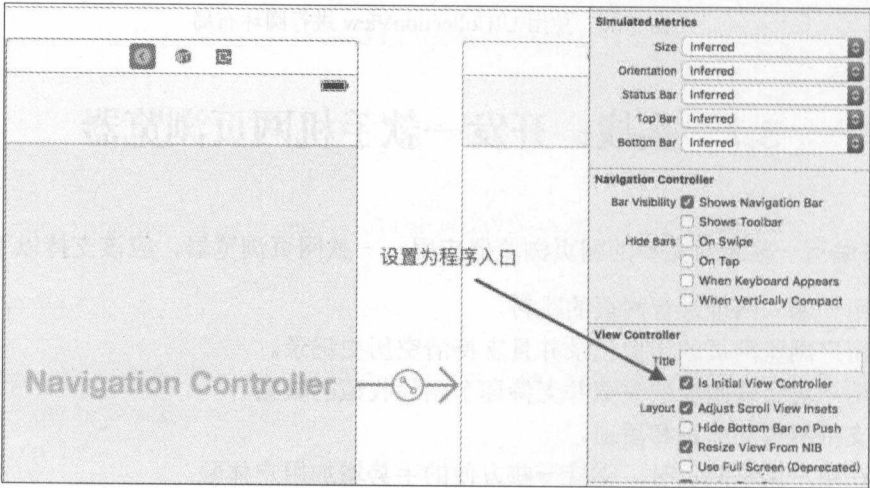 Simulated Metrics
Size Inferred
Orientation Inferred
Status Bar Inferred
Top Bar Inferred
Bottom Bar Inferred
Navigation Controller
Bar Visibility Shows Navigation Bar
Shows Toolbar
Hide Bars On Swipe
On Tap
When Keyboard Appears
When Vertically Compact
设置为程序入口
View Controller
Title
Is Initial View Controller
Navigation Controller
Layout Adjust Scroll View Insets
Hide Bottom Bar on Push
Resize View From NIB
Use Full Screen (Deprecated)